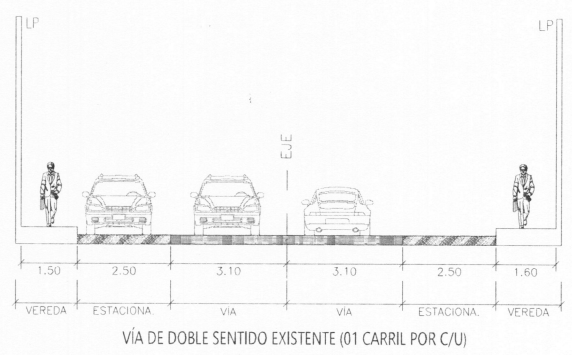 LP LP
EJE
1.50 2.50 3.10 3.10 2.50 1.60
VEREDA ESTACIONA. VIA VÍA ESTACIONA. VEREDA
VÍA DE DOBLE SENTIDO EXISTENTE (01 CARRIL POR C/U)